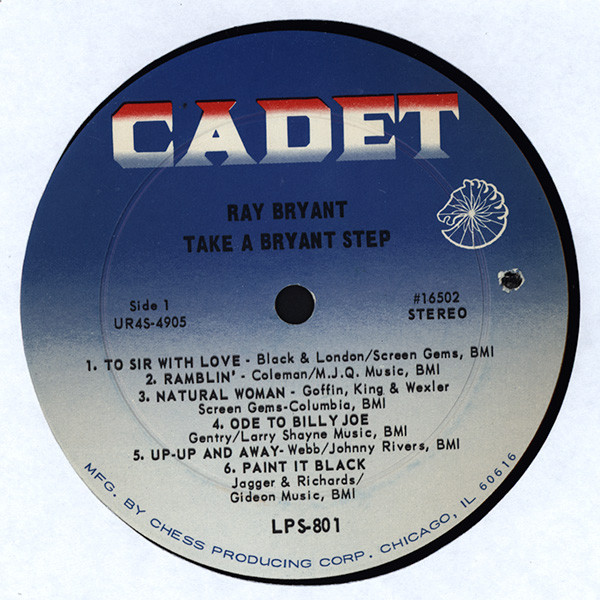 CADET
RAY BRYANT
TAKE A BRYANT STEP
Side 1
UR4S-4905
#16502
STEREO
1. TO SIR WITH LOVE - Black & London/Screen Gems, BMI
2. RAMBLIN' - Coleman/M.J.Q. Music, BMI
3. NATURAL WOMAN - Goffin, King & Wexler
Screen Gems-Columbia, BMI
4. ODE TO BILLY JOE
Gentry/Larry Shayne Music, BMI
5. UP-UP AND AWAY- Webb/Johnny Rivers, BMI
6. PAINT IT BLACK
Jagger & Richards/
Gideon Music, BMI
LPS-801
MFG. BY CHESS PRODUCING CORP. CHICAGO, IL 60616